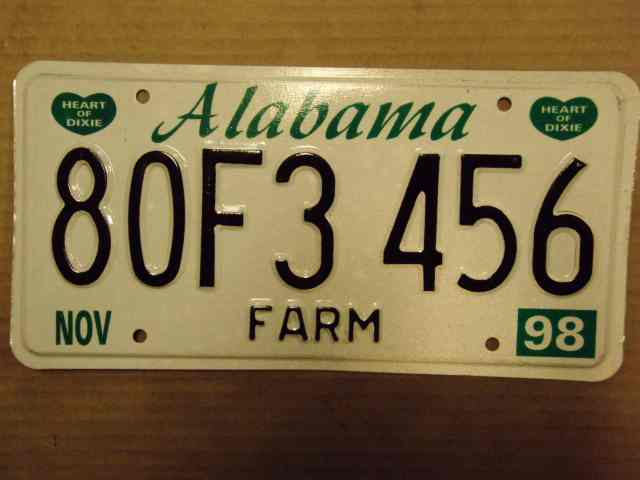 HEART
OF
DIXIE
Alabama
HEART
OF
DIXIE
80F3 456
NOV
FARM
98